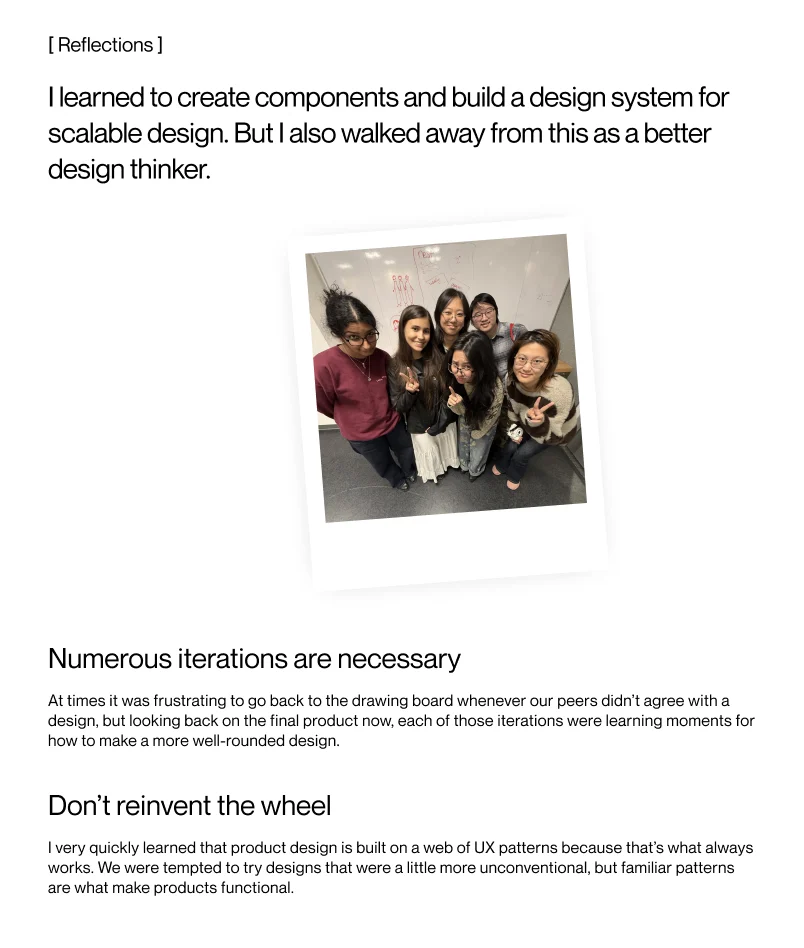 [ Reflections ]
I learned to create components and build a design system for
scalable design. But I also walked away from this as a better
design thinker.
Numerous iterations are necessary
At times it was frustrating to go back to the drawing board whenever our peers didn’t agree with a
design, but looking back on the final product now, each of those iterations were learning moments for
how to make a more well-rounded design.
Don’t reinvent the wheel
I very quickly learned that product design is built on a web of UX patterns because that’s what always
works. We were tempted to try designs that were a little more unconventional, but familiar patterns
are what make products functional.